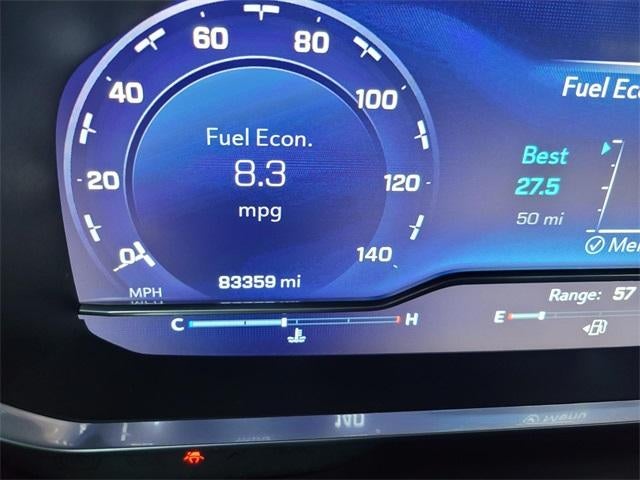 60 80
40 100
Fuel Econ.
8.3
mpg
20 120
0 140
MPH
83359 mi
Fuel Ec
Best
27.5
50 mi
Me
Range: 57
C H E